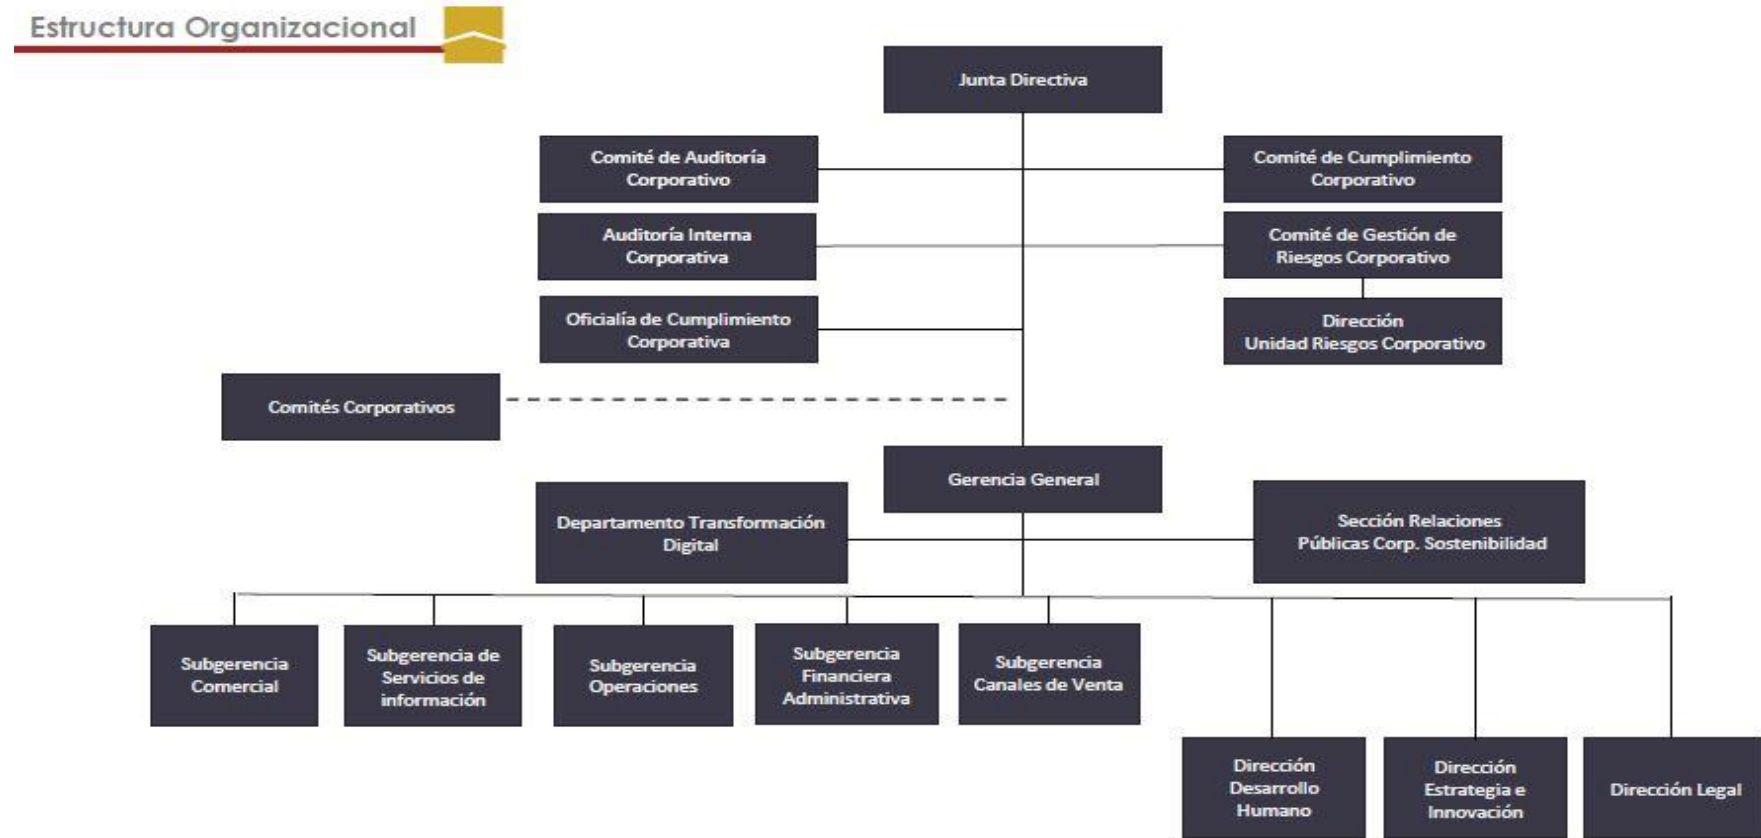 Estructura Organizacional
Junta Directiva
Comité de Auditoría
Corporativo
Comité de Cumplimiento
Corporativo
Auditoría Interna
Corporativa
Comité de Gestión de
Riesgos Corporativo
Oficialía de Cumplimiento
Corporativa
Dirección
Unidad Riesgos Corporativo
Comités Corporativos
Gerencia General
Departamento Transformación
Digital
Sección Relaciones
Públicas Corp. Sostenibilidad
Subgerencia
Comercial
Subgerencia de
Servicios de
información
Subgerencia
Operaciones
Subgerencia
Financiera
Administrativa
Subgerencia
Canales de Venta
Dirección
Desarrollo
Humano
Dirección
Estrategia e
Innovación
Dirección Legal